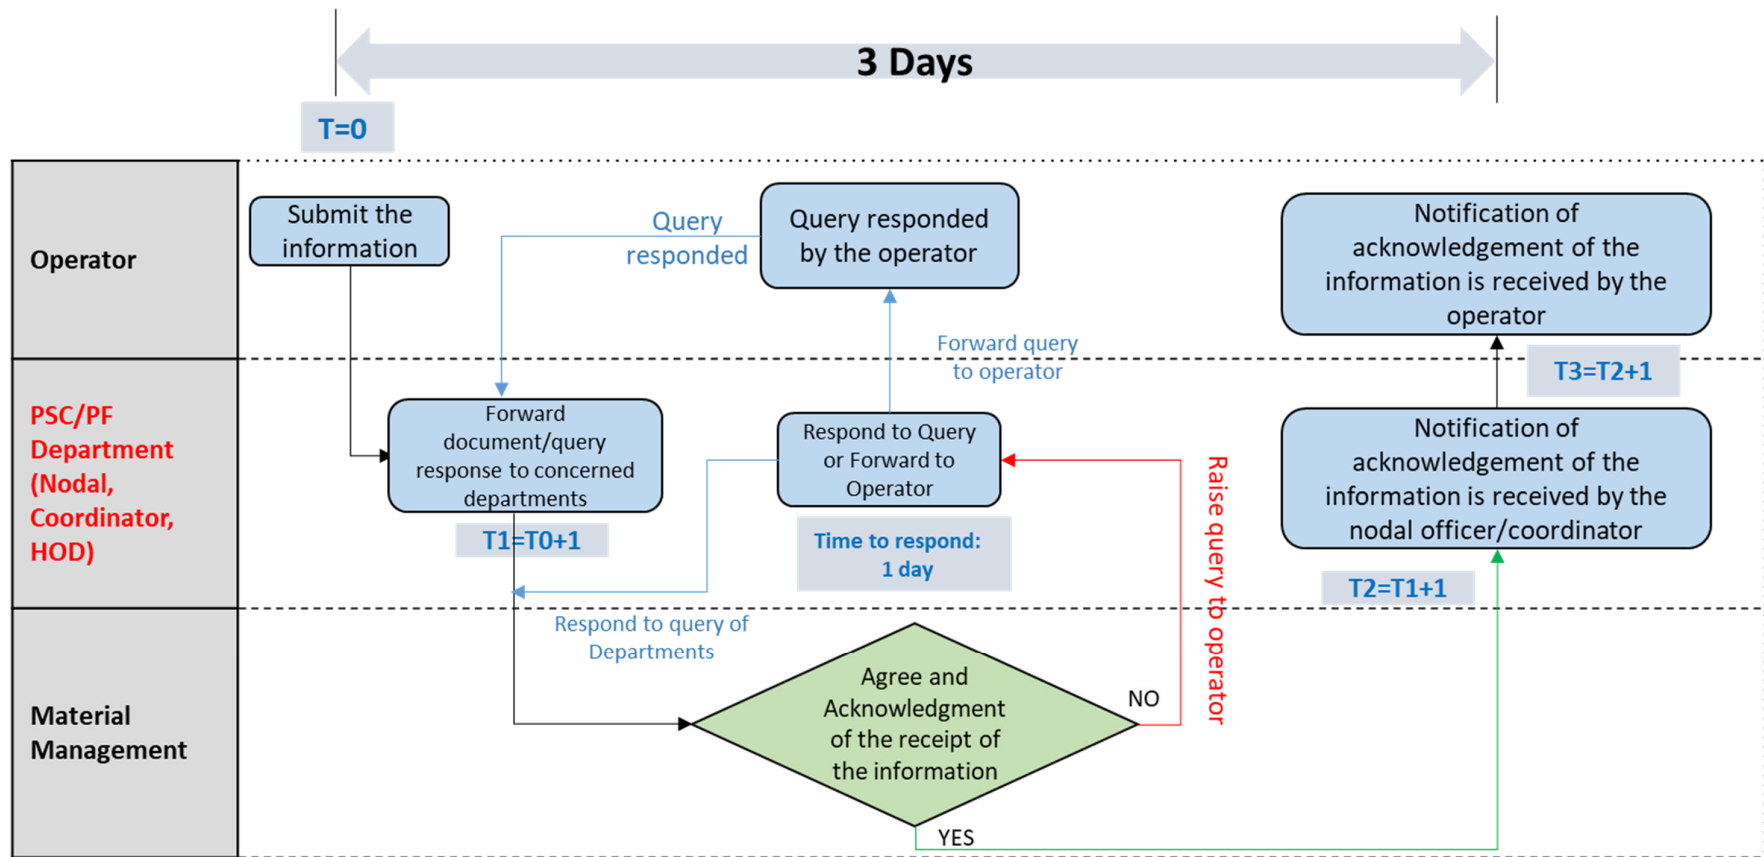 3 Days
T=0
Operator
Submit the
information
Query
responded
Query responded
by the operator
Notification of
acknowledgement of the
information is received by the
operator
Forward query
to operator
T3=T2+1
PSC/PF
Department
(Nodal,
Coordinator,
HOD)
Forward
document/query
response to concerned
departments
T1=T0+1
Respond to Query
or Forward to
Operator
Time to respond:
1 day
Raise query to operator
Notification of
acknowledgement of the
information is received by the
nodal officer/coordinator
T2=T1+1
Respond to query of
Departments
Material
Management
Agree and
Acknowledgment
of the receipt of
the information
NO
YES